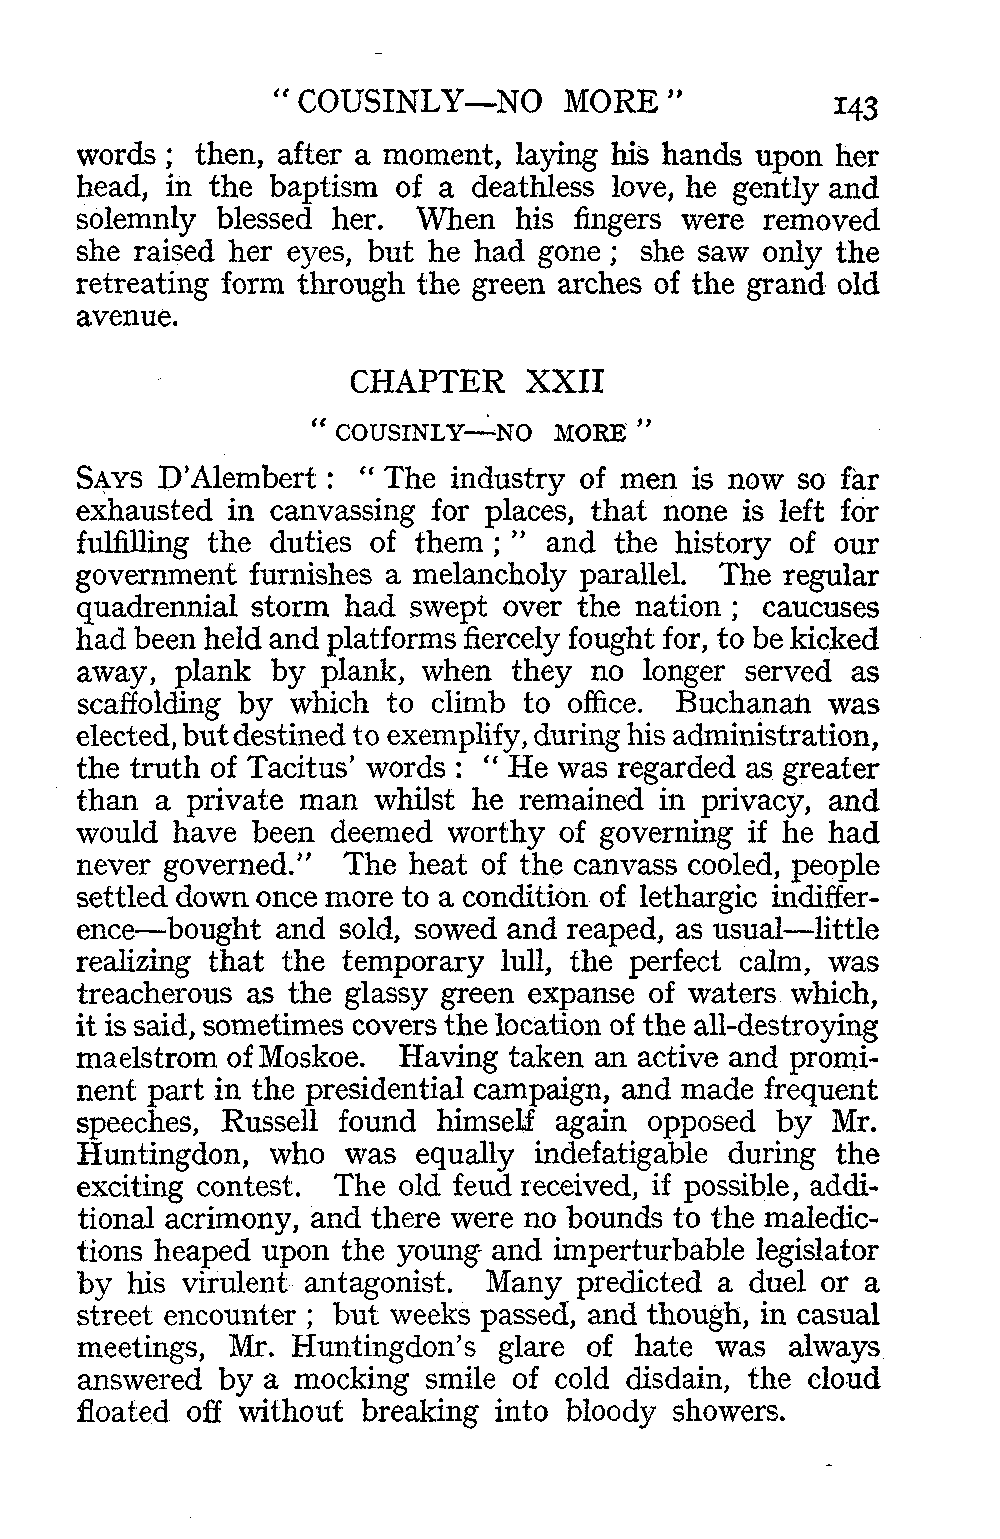 “ COUSINLY—NO MORE ” 143
words ; then, after a moment, laying his hands upon her
head, in the baptism of a deathless love, he gently and
solemnly blessed her. When his fingers were removed
she raised her eyes, but he had gone ; she saw only the
retreating form through the green arches of the grand old
avenue.
CHAPTER XXII
“ COUSINLY—NO MORE ”
SAYS D’Alembert : “ The industry of men is now so far
exhausted in canvassing for places, that none is left for
fulfilling the duties of them ; ” and the history of our
government furnishes a melancholy parallel. The regular
quadrennial storm had swept over the nation ; caucuses
had been held and platforms fiercely fought for, to be kicked
away, plank by plank, when they no longer served as
scaffolding by which to climb to office. Buchanan was
elected, but destined to exemplify, during his administration,
the truth of Tacitus’ words : “ He was regarded as greater
than a private man whilst he remained in privacy, and
would have been deemed worthy of governing if he had
never governed.” The heat of the canvass cooled, people
settled down once more to a condition of lethargic indiffer-
ence—bought and sold, sowed and reaped, as usual—little
realizing that the temporary lull, the perfect calm, was
treacherous as the glassy green expanse of waters which,
it is said, sometimes covers the location of the all-destroying
maelstrom of Moskoe. Having taken an active and promi-
nent part in the presidential campaign, and made frequent
speeches, Russell found himself again opposed by Mr.
Huntingdon, who was equally indefatigable during the
exciting contest. The old feud received, if possible, addi-
tional acrimony, and there were no bounds to the maledic-
tions heaped upon the young and imperturbable legislator
by his virulent antagonist. Many predicted a duel or a
street encounter ; but weeks passed, and though, in casual
meetings, Mr. Huntingdon’s glare of hate was always
answered by a mocking smile of cold disdain, the cloud
floated off without breaking into bloody showers.